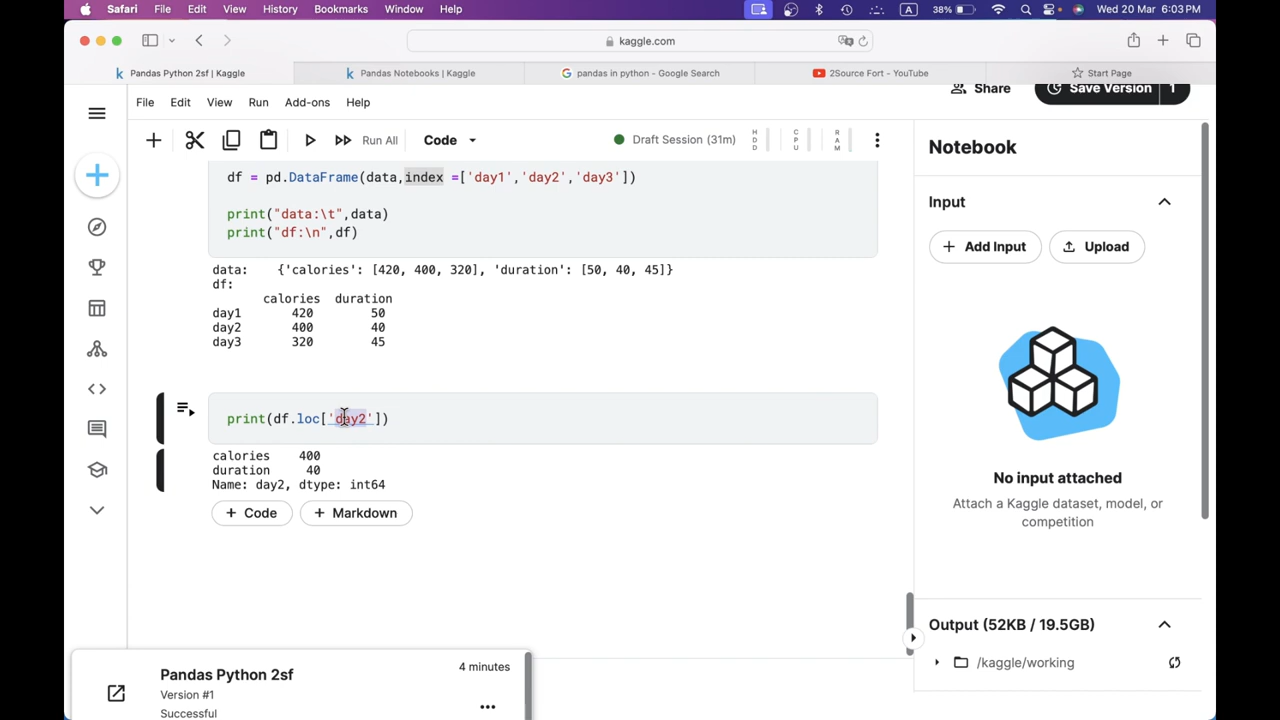 Safari File Edit View History Bookmarks Window Help A 38% Wed 20 Mar 6:03 PM
kaggle.com
Pandas Python 2sf | Kaggle Pandas Notebooks | Kaggle pandas in python - Google Search 2Source Fort - YouTube Start Page
File Edit View Run Add-ons Help Share Save Version 1
Run All Code Draft Session (31m) HDD CPU RAM
Notebook
df = pd.DataFrame(data,index =['day1','day2','day3'])
print("data:\t",data)
print("df:\n",df)
data: {'calories': [420, 400, 320], 'duration': [50, 40, 45]}
df:
calories duration
day1 420 50
day2 400 40
day3 320 45
print(df.loc['day2'])
calories 400
duration 40
Name: day2, dtype: int64
+ Code + Markdown
Input
+ Add Input Upload
No input attached
Attach a Kaggle dataset, model, or
competition
Output (52KB / 19.5GB)
/kaggle/working
Pandas Python 2sf 4 minutes
Version #1
Successful